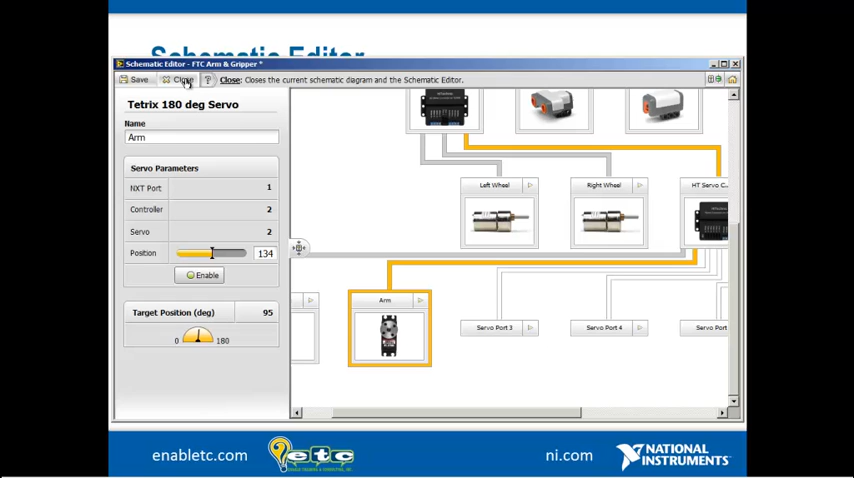 Schematic Editor
Schematic Editor - FTC Arm & Gripper *
Save
Close
?
Close: Closes the current schematic diagram and the Schematic Editor.
Tetrix 180 deg Servo
Name
Arm
Servo Parameters
NXT Port 1
Controller 2
Servo 2
Position 134
Enable
Target Position (deg) 95
0 180
Left Wheel
Right Wheel
HT Servo C...
Arm
Servo Port 3
Servo Port 4
Servo Port
enabletc.com
etc
ni.com
NATIONAL
INSTRUMENTS